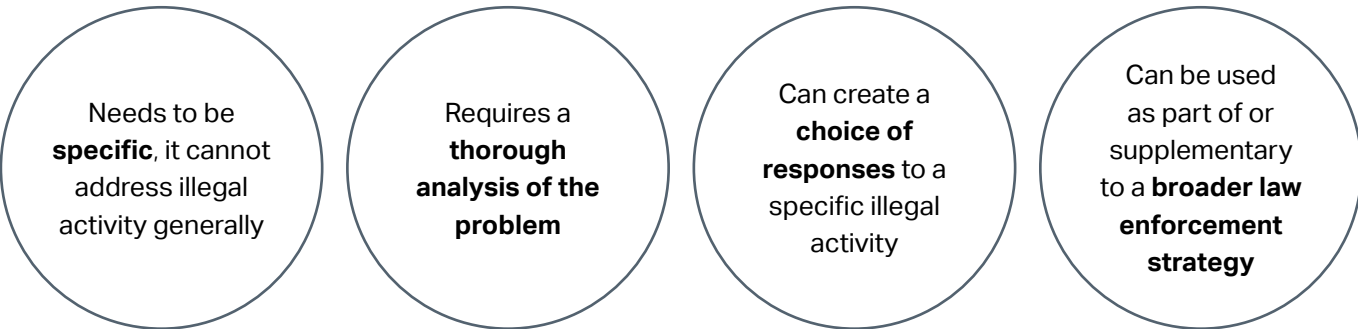 Needs to be
specific, it cannot
address illegal
activity generally
Requires a
thorough
analysis of the
problem
Can create a
choice of
responses to a
specific illegal
activity
Can be used
as part of or
supplementary
to a broader law
enforcement
strategy